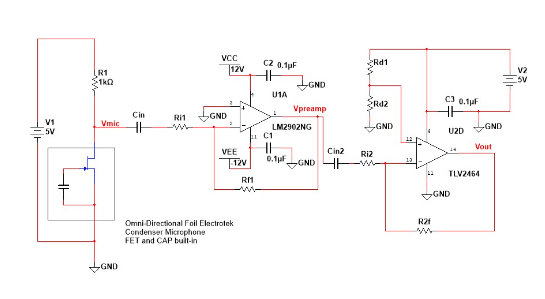 VCC
C2 0.1µF
12V
GND
U1A
R1
1kΩ
V1
5V
Vmic
Cin
Ri1
GND
3
2
4
1
11
Vpreamp
LM2902NG
VEE
-12V
C1
0.1µF
GND
Rf1
Omni-Directional Foil Electrotek
Condenser Microphone
FET and CAP built-in
GND
Rd1
Rd2
GND
V2
5V
C3 0.1µF
GND
U2D
12
13
4
14
11
Vout
TLV2464
Cin2
Ri2
GND
R2f